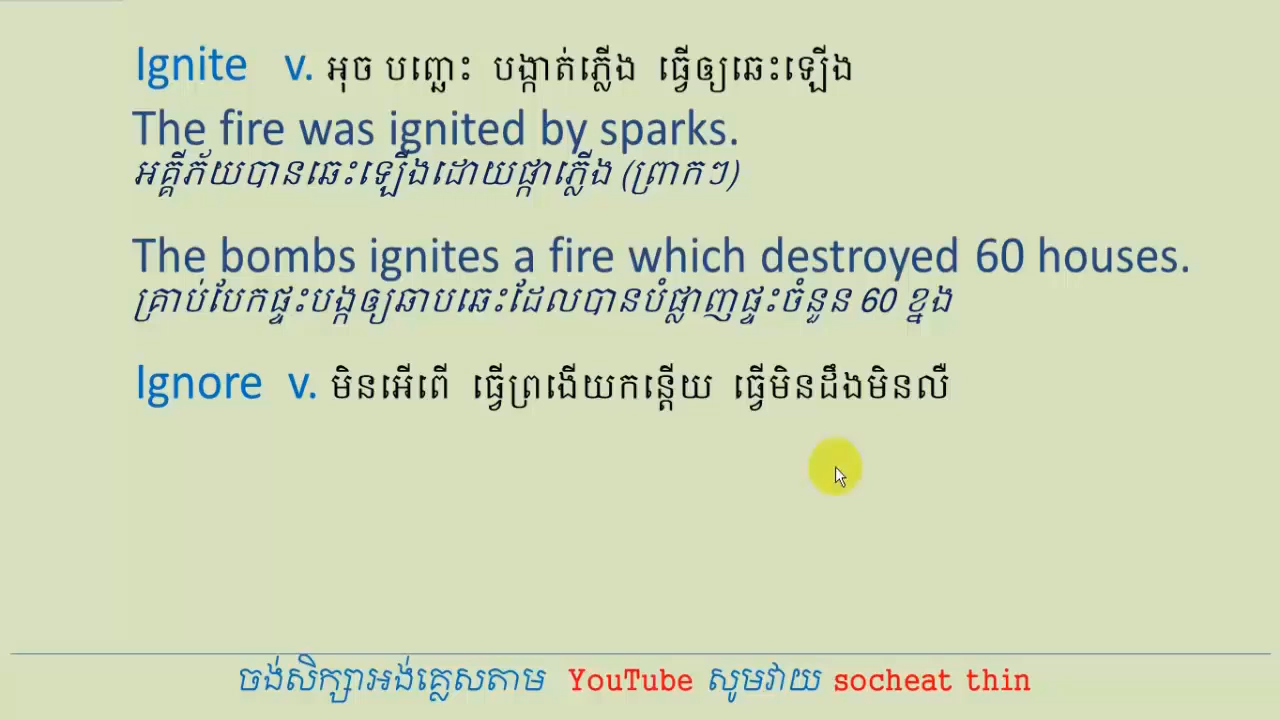 Ignite v. អុច បញ្ឆេះ បង្កាត់ភ្លើង ធ្វើឲ្យឆេះឡើង
The fire was ignited by sparks.
អគ្គីភ័យបានឆេះឡើងដោយផ្កាភ្លើង (ព្រាកៗ)
The bombs ignites a fire which destroyed 60 houses.
គ្រាប់បែកផ្ទុះបង្កឲ្យឆាបឆេះដែលបានបំផ្លាញផ្ទះចំនួន 60 ខ្នង
Ignore v. មិនអើពើ ធ្វើព្រងើយកន្តើយ ធ្វើមិនដឹងមិនលឺ
ចង់សិក្សាអង់គ្លេសតាម YouTube សូមវាយ socheat thin